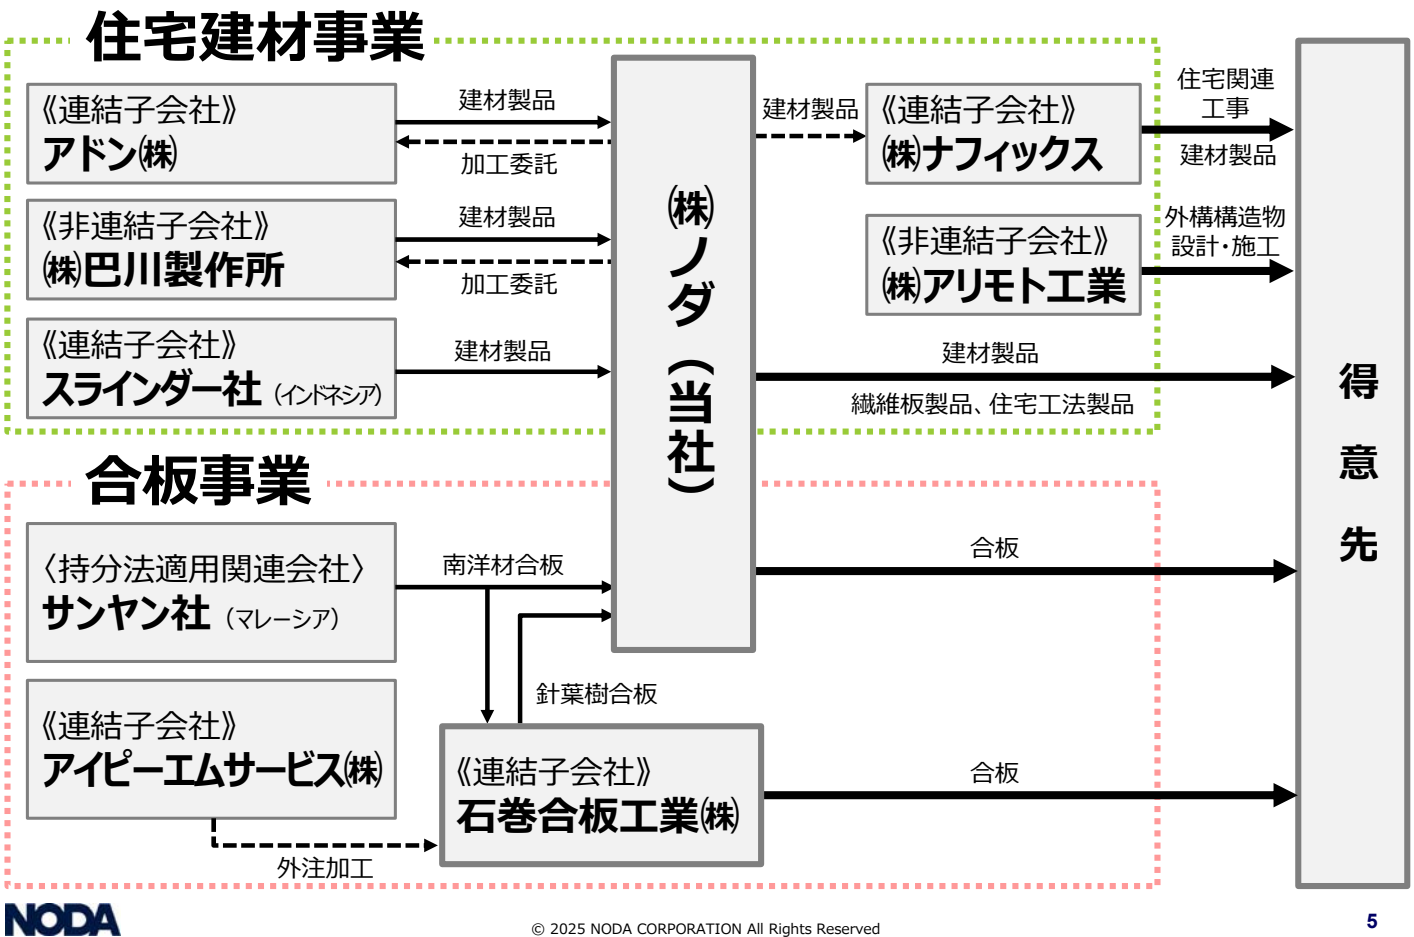 住宅建材事業
《連結子会社》
アドン㈱
建材製品
加工委託
《非連結子会社》
㈱巴川製作所
建材製品
加工委託
《連結子会社》
スラインダー社（インドネシア）
建材製品
㈱ノダ（当社）
建材製品
《連結子会社》
㈱ナフィックス
住宅関連
工事
建材製品
《非連結子会社》
㈱アリモト工業
外構構造物
設計・施工
建材製品
繊維板製品、住宅工法製品
得意先
合板事業
〈持分法適用関連会社〉
サンヤン社（マレーシア）
南洋材合板
合板
針葉樹合板
《連結子会社》
アイピーエムサービス㈱
外注加工
《連結子会社》
石巻合板工業㈱
合板
NODA
© 2025 NODA CORPORATION All Rights Reserved
5